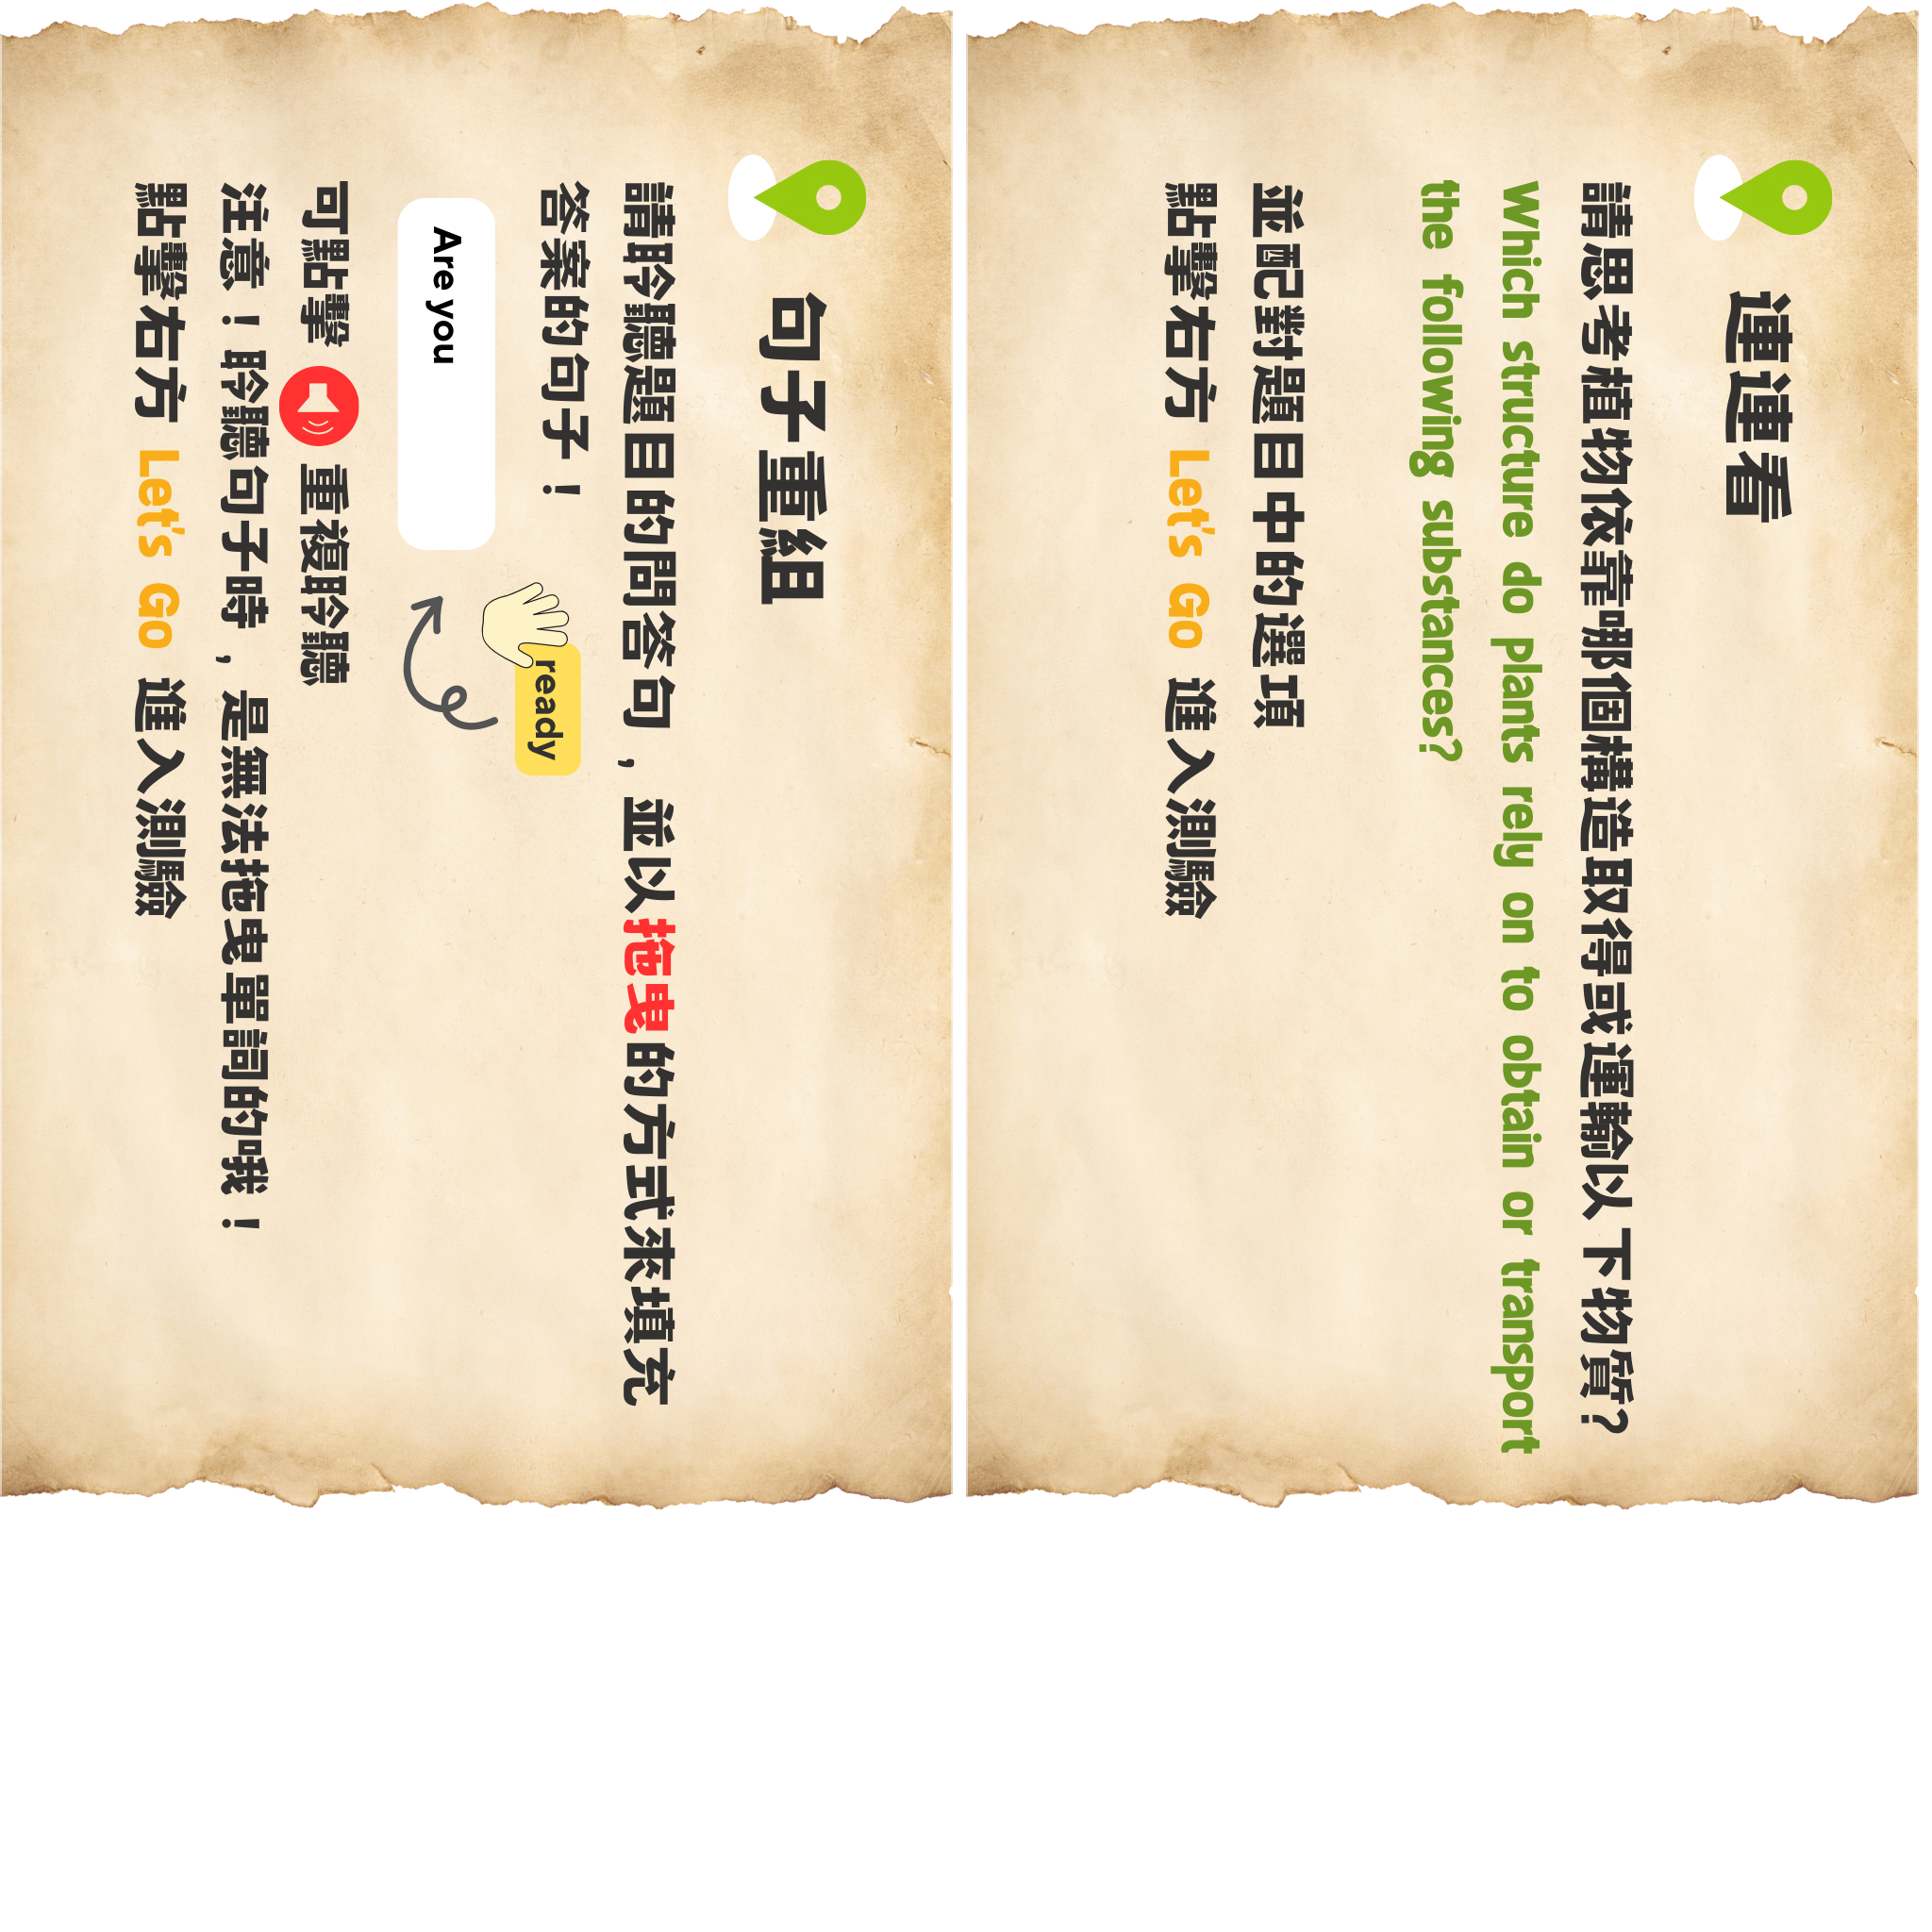 連連看
請思考植物依靠哪個構造取得或運輸以下物質?
Which structure do plants rely on to obtain or transport
the following substances?
並配對題目中的選項
點擊右方 Let's Go 進入測驗
句子重組
請聆聽題目的問答句，並以拖曳的方式來填充
答案的句子！
ready
Are you
可點擊 重複聆聽
注意！聆聽句子時，是無法拖曳單詞的哦！
點擊右方 Let's Go 進入測驗